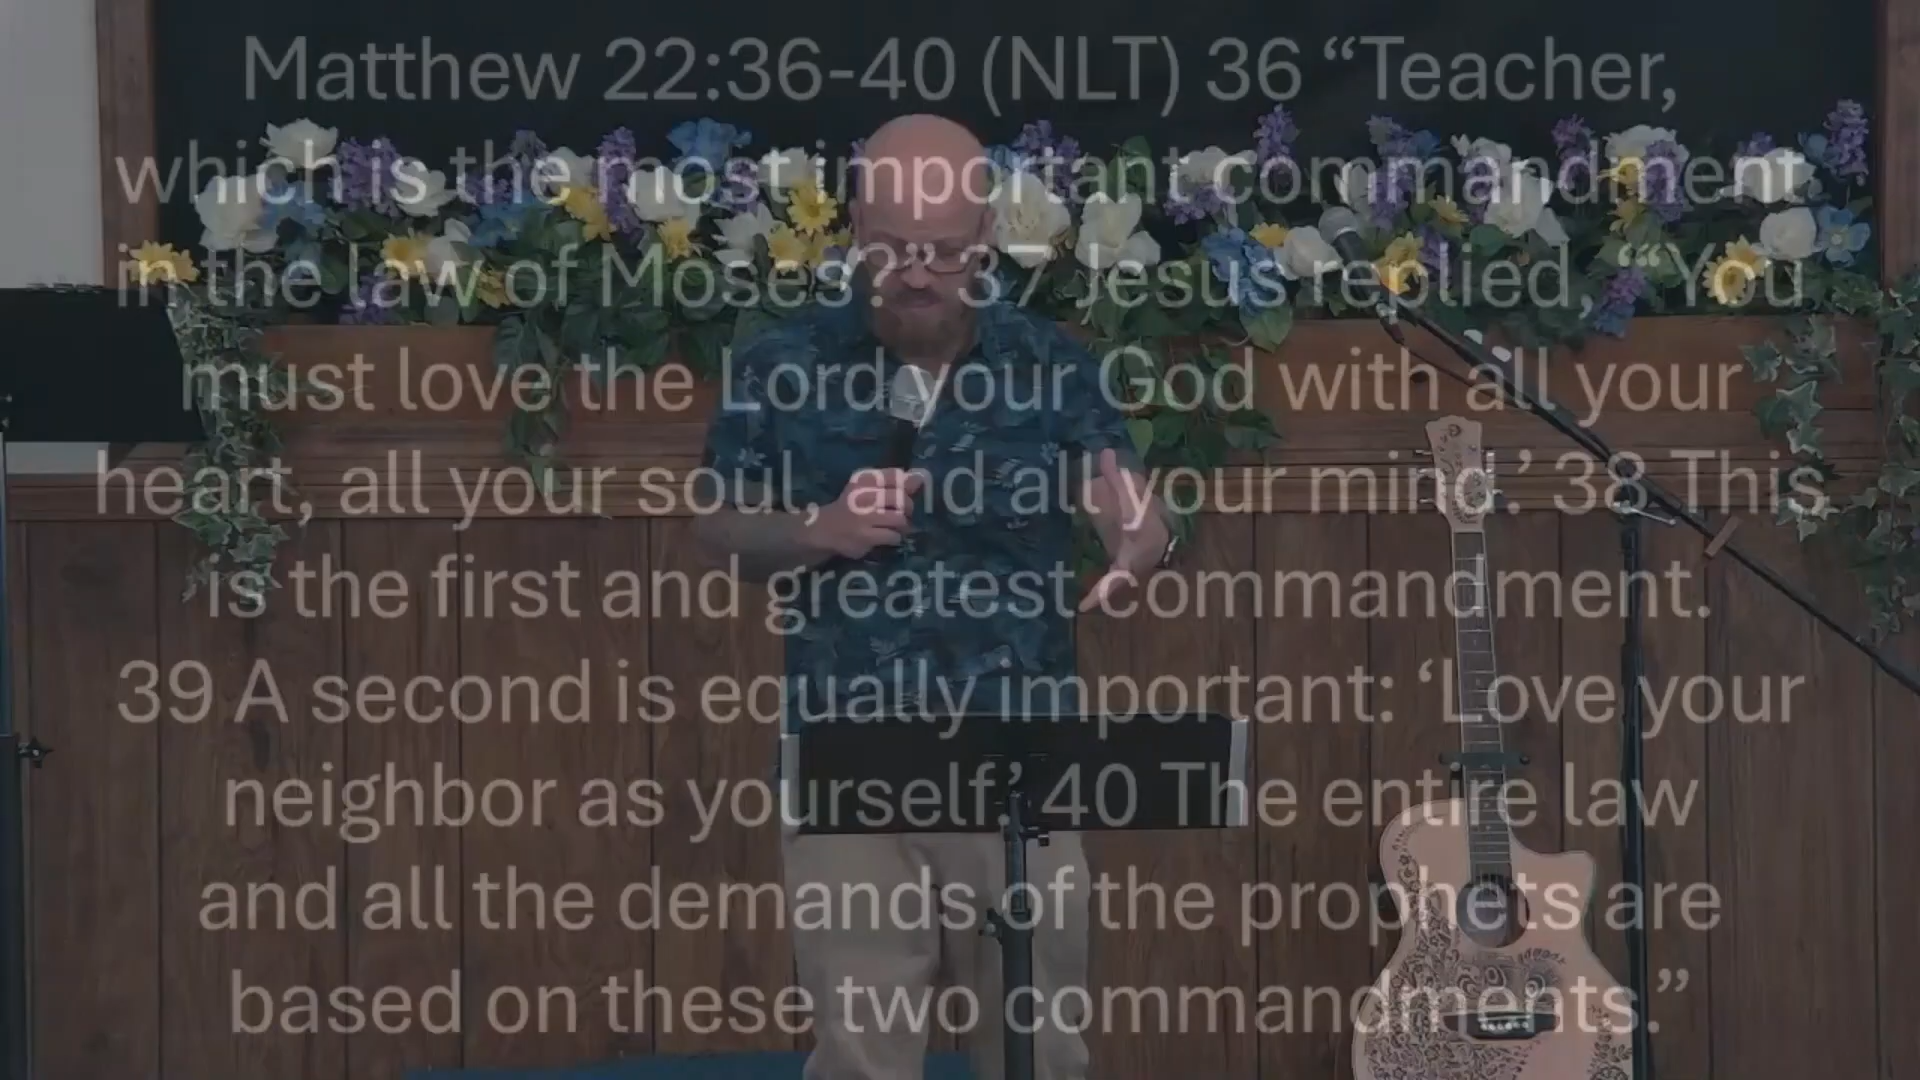 Matthew 22:36-40 (NLT) 36 “Teacher,
which is the most important commandment
in the law of Moses?” 37 Jesus replied, “‘You
must love the Lord your God with all your
heart, all your soul, and all your mind.’ 38 This
is the first and greatest commandment.
39 A second is equally important: ‘Love your
neighbor as yourself.’ 40 The entire law
and all the demands of the prophets are
based on these two commandments.”